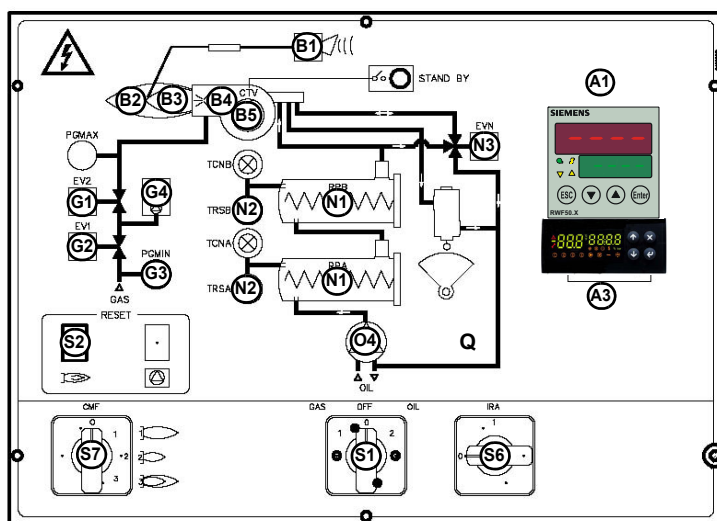 B1
STAND BY
A1
B2
B3
B4
CTV
B5
SIEMENS
PGMAX
EVN
N3
TCNB
EV2
G4
G1
RPB
N1
TRSB
N2
ESC
Enter
RWF50.X
EV1
TCNA
G2
PGMIN
G3
RPA
N1
TRSA
N2
A3
GAS
RESET
S2
O4
Q
OIL
CMF
0
1
2
3
S7
GAS OFF OIL
0
1
2
S1
IRA
1
0
S6